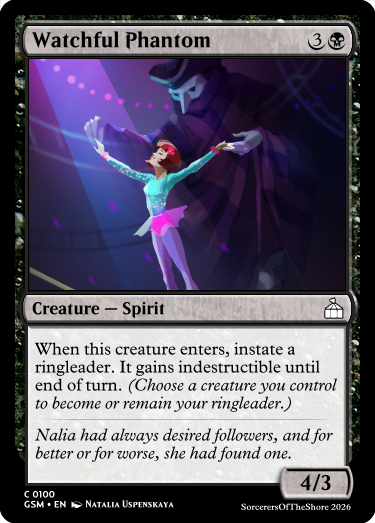 Watchful Phantom 3
Creature — Spirit
When this creature enters, instate a
ringleader. It gains indestructible until
end of turn. (Choose a creature you control
to become or remain your ringleader.)
Nalia had always desired followers, and for
better or for worse, she had found one.
4/3
C 0100
GSM • EN Natalia Uspenskaya
SorcerersOfTheShore 2026